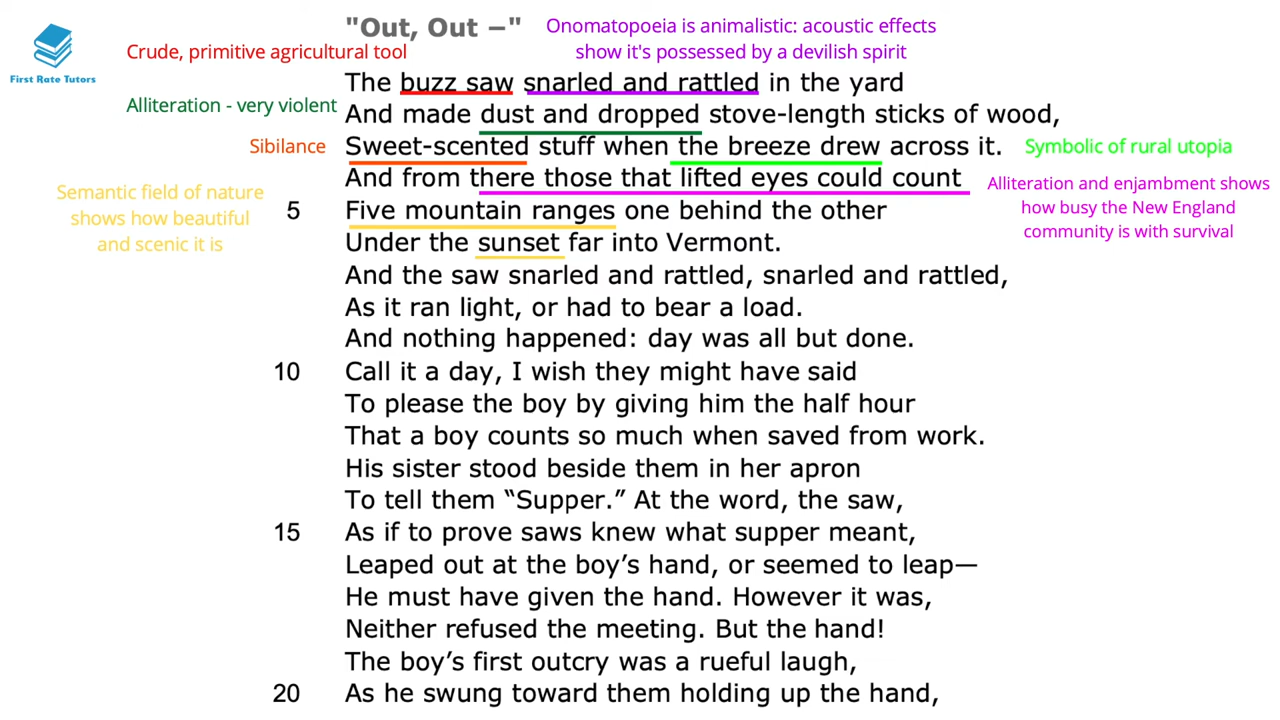 "Out, Out –"
Onomatopoeia is animalistic: acoustic effects
show it's possessed by a devilish spirit
First Rate Tutors
Crude, primitive agricultural tool
The buzz saw snarled and rattled in the yard
Alliteration - very violent
And made dust and dropped stove-length sticks of wood,
Sibilance
Sweet-scented stuff when the breeze drew across it.
Symbolic of rural utopia
And from there those that lifted eyes could count
Alliteration and enjambment shows
how busy the New England
community is with survival
Semantic field of nature
shows how beautiful
and scenic it is
5 Five mountain ranges one behind the other
Under the sunset far into Vermont.
And the saw snarled and rattled, snarled and rattled,
As it ran light, or had to bear a load.
And nothing happened: day was all but done.
10 Call it a day, I wish they might have said
To please the boy by giving him the half hour
That a boy counts so much when saved from work.
His sister stood beside them in her apron
To tell them “Supper.” At the word, the saw,
15 As if to prove saws knew what supper meant,
Leaped out at the boy’s hand, or seemed to leap—
He must have given the hand. However it was,
Neither refused the meeting. But the hand!
The boy’s first outcry was a rueful laugh,
20 As he swung toward them holding up the hand,